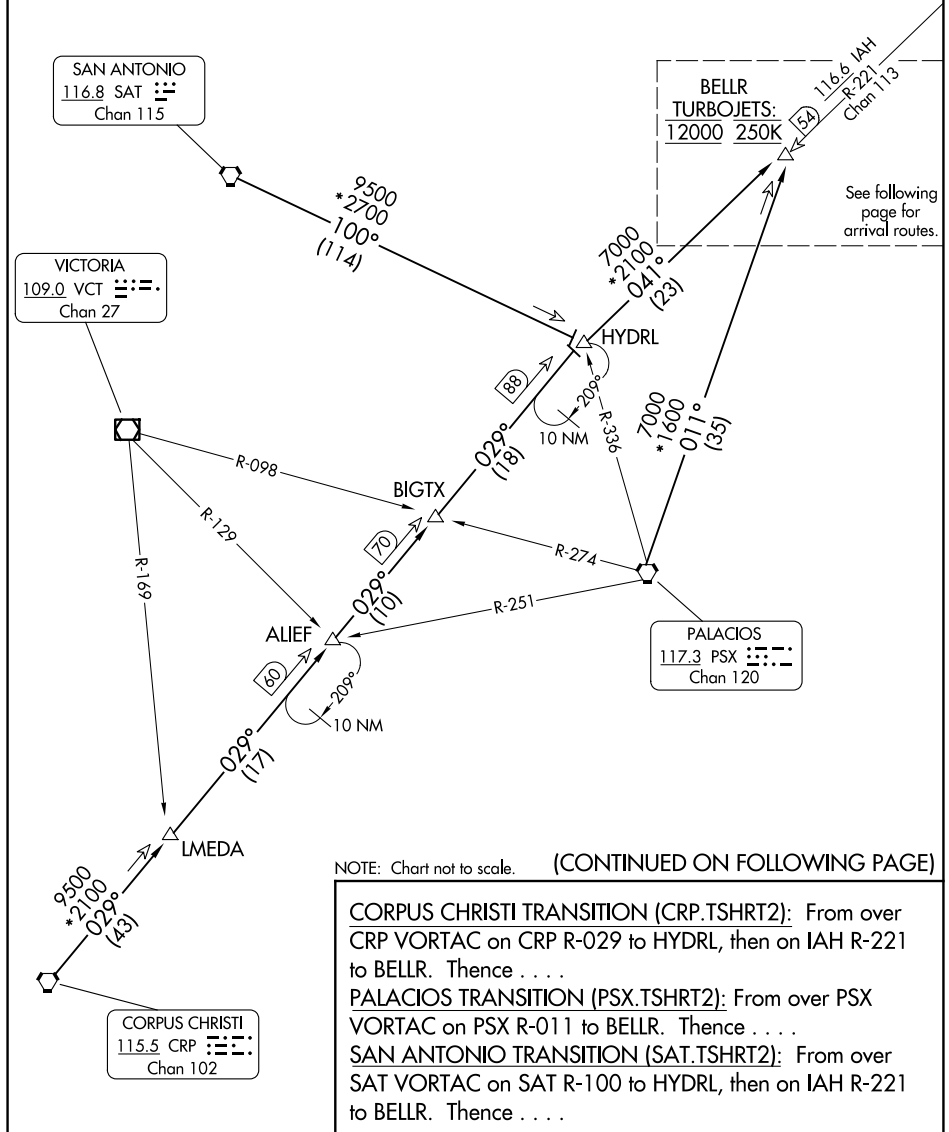 SAN ANTONIO
116.8 SAT
Chan 115
BELLR
TURBOJETS:
12000 250K
54
116.6 IAH
R-221
Chan 113
See following
page for
arrival routes.
9500
*2700
100°
(114)
VICTORIA
109.0 VCT
Chan 27
7000
*2100
041°
(23)
HYDRL
88
209°
10 NM
R-336
7000
*1600
011°
(35)
029°
(18)
R-098
R-129
R-169
BIGTX
70
R-274
029°
(10)
R-251
ALIEF
60
209°
10 NM
PALACIOS
117.3 PSX
Chan 120
029°
(17)
LMEDA
9500
*2100
029°
(43)
CORPUS CHRISTI
115.5 CRP
Chan 102
NOTE: Chart not to scale.
(CONTINUED ON FOLLOWING PAGE)
CORPUS CHRISTI TRANSITION (CRP.TSHRT2): From over
CRP VORTAC on CRP R-029 to HYDRL, then on IAH R-221
to BELLR. Thence . . . .
PALACIOS TRANSITION (PSX.TSHRT2): From over PSX
VORTAC on PSX R-011 to BELLR. Thence . . . .
SAN ANTONIO TRANSITION (SAT.TSHRT2): From over
SAT VORTAC on SAT R-100 to HYDRL, then on IAH R-221
to BELLR. Thence . . . .